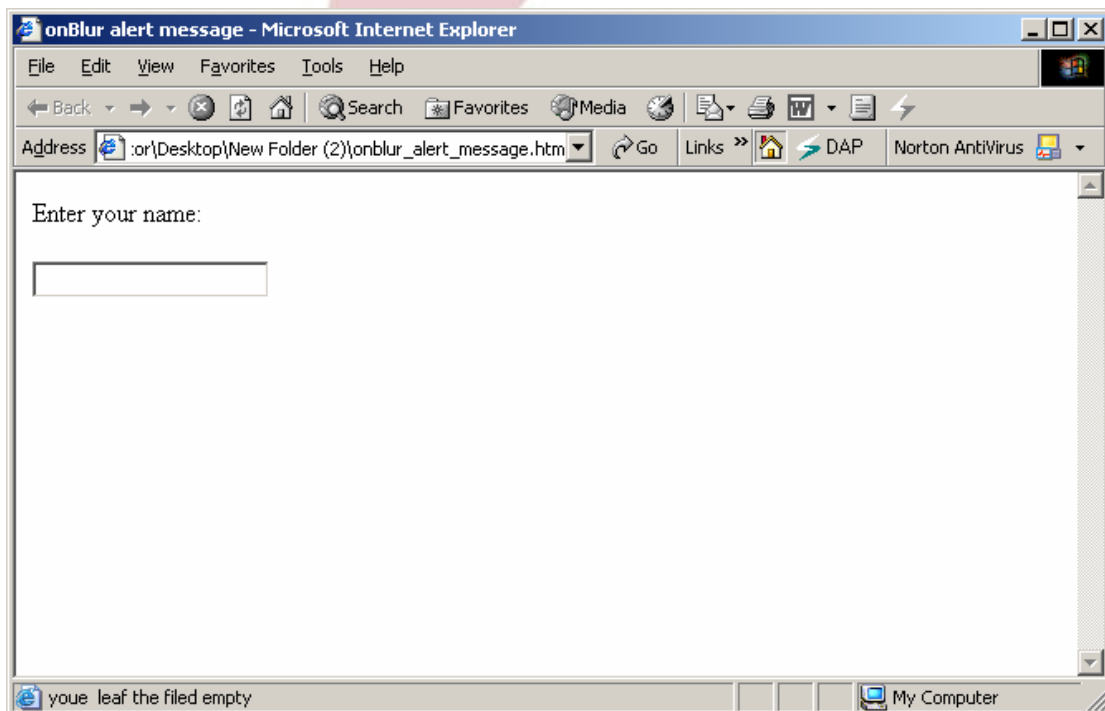 onBlur alert message - Microsoft Internet Explorer
File Edit View Favorites Tools Help
Back Search Favorites Media
Address :or\Desktop\New Folder (2)\onblur_alert_message.htm Go Links » DAP Norton AntiVirus
Enter your name:
youe leaf the filed empty My Computer